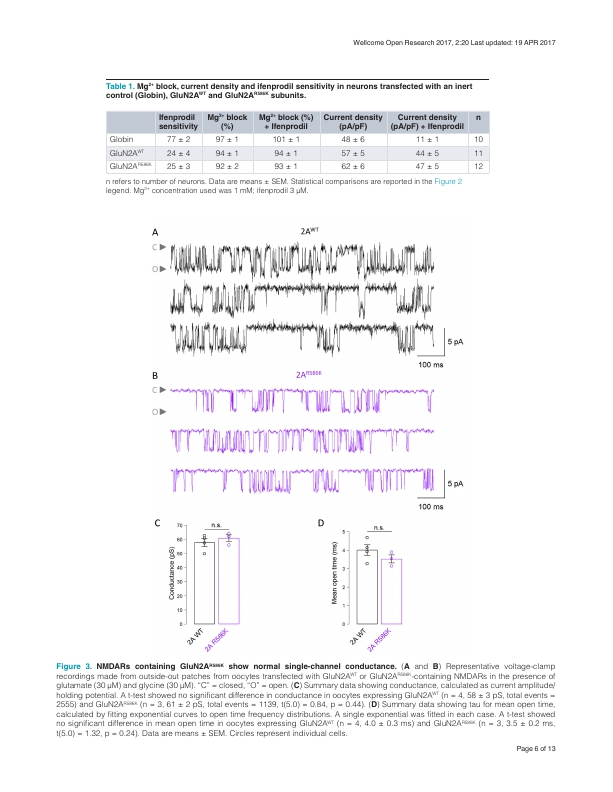 Wellcome Open Research 2017, 2:20 Last updated: 19 APR 2017
Table 1. Mg²⁺ block, current density and ifenprodil sensitivity in neurons transfected with an inert
control (Globin), GluN2Aᵂᵀ and GluN2Aᴿ⁵⁸⁶ᴷ subunits.
Ifenprodil sensitivity | Mg²⁺ block (%) | Mg²⁺ block (%) + Ifenprodil | Current density (pA/pF) | Current density (pA/pF) + Ifenprodil | n
Globin | 77 ± 2 | 97 ± 1 | 101 ± 1 | 48 ± 6 | 11 ± 1 | 10
GluN2Aᵂᵀ | 24 ± 4 | 94 ± 1 | 94 ± 1 | 57 ± 5 | 44 ± 5 | 11
GluN2Aᴿ⁵⁸⁶ᴷ | 25 ± 3 | 92 ± 2 | 93 ± 1 | 62 ± 6 | 47 ± 5 | 12
n refers to number of neurons. Data are means ± SEM. Statistical comparisons are reported in the Figure 2
legend. Mg²⁺ concentration used was 1 mM; ifenprodil 3 µM.
A
2Aᵂᵀ
C
O
5 pA
100 ms
B
2Aᴿ⁵⁸⁶ᴷ
C
O
5 pA
100 ms
C
Conductance (pS)
70
60
50
40
30
20
10
0
n.s.
2A WT
2A R586K
D
Mean open time (ms)
5
4
3
2
1
0
n.s.
2A WT
2A R586K
Figure 3. NMDARs containing GluN2Aᴿ⁵⁸⁶ᴷ show normal single-channel conductance. (A and B) Representative voltage-clamp
recordings made from outside-out patches from oocytes transfected with GluN2Aᵂᵀ or GluN2Aᴿ⁵⁸⁶ᴷ-containing NMDARs in the presence of
glutamate (30 µM) and glycine (30 µM). “C” = closed, “O” = open. (C) Summary data showing conductance, calculated as current amplitude/
holding potential. A t-test showed no significant difference in conductance in oocytes expressing GluN2Aᵂᵀ (n = 4, 58 ± 3 pS, total events =
2555) and GluN2Aᴿ⁵⁸⁶ᴷ (n = 3, 61 ± 2 pS, total events = 1139, t(5.0) = 0.84, p = 0.44). (D) Summary data showing tau for mean open time,
calculated by fitting exponential curves to open time frequency distributions. A single exponential was fitted in each case. A t-test showed
no significant difference in mean open time in oocytes expressing GluN2Aᵂᵀ (n = 4, 4.0 ± 0.3 ms) and GluN2Aᴿ⁵⁸⁶ᴷ (n = 3, 3.5 ± 0.2 ms,
t(5.0) = 1.32, p = 0.24). Data are means ± SEM. Circles represent individual cells.
Page 6 of 13